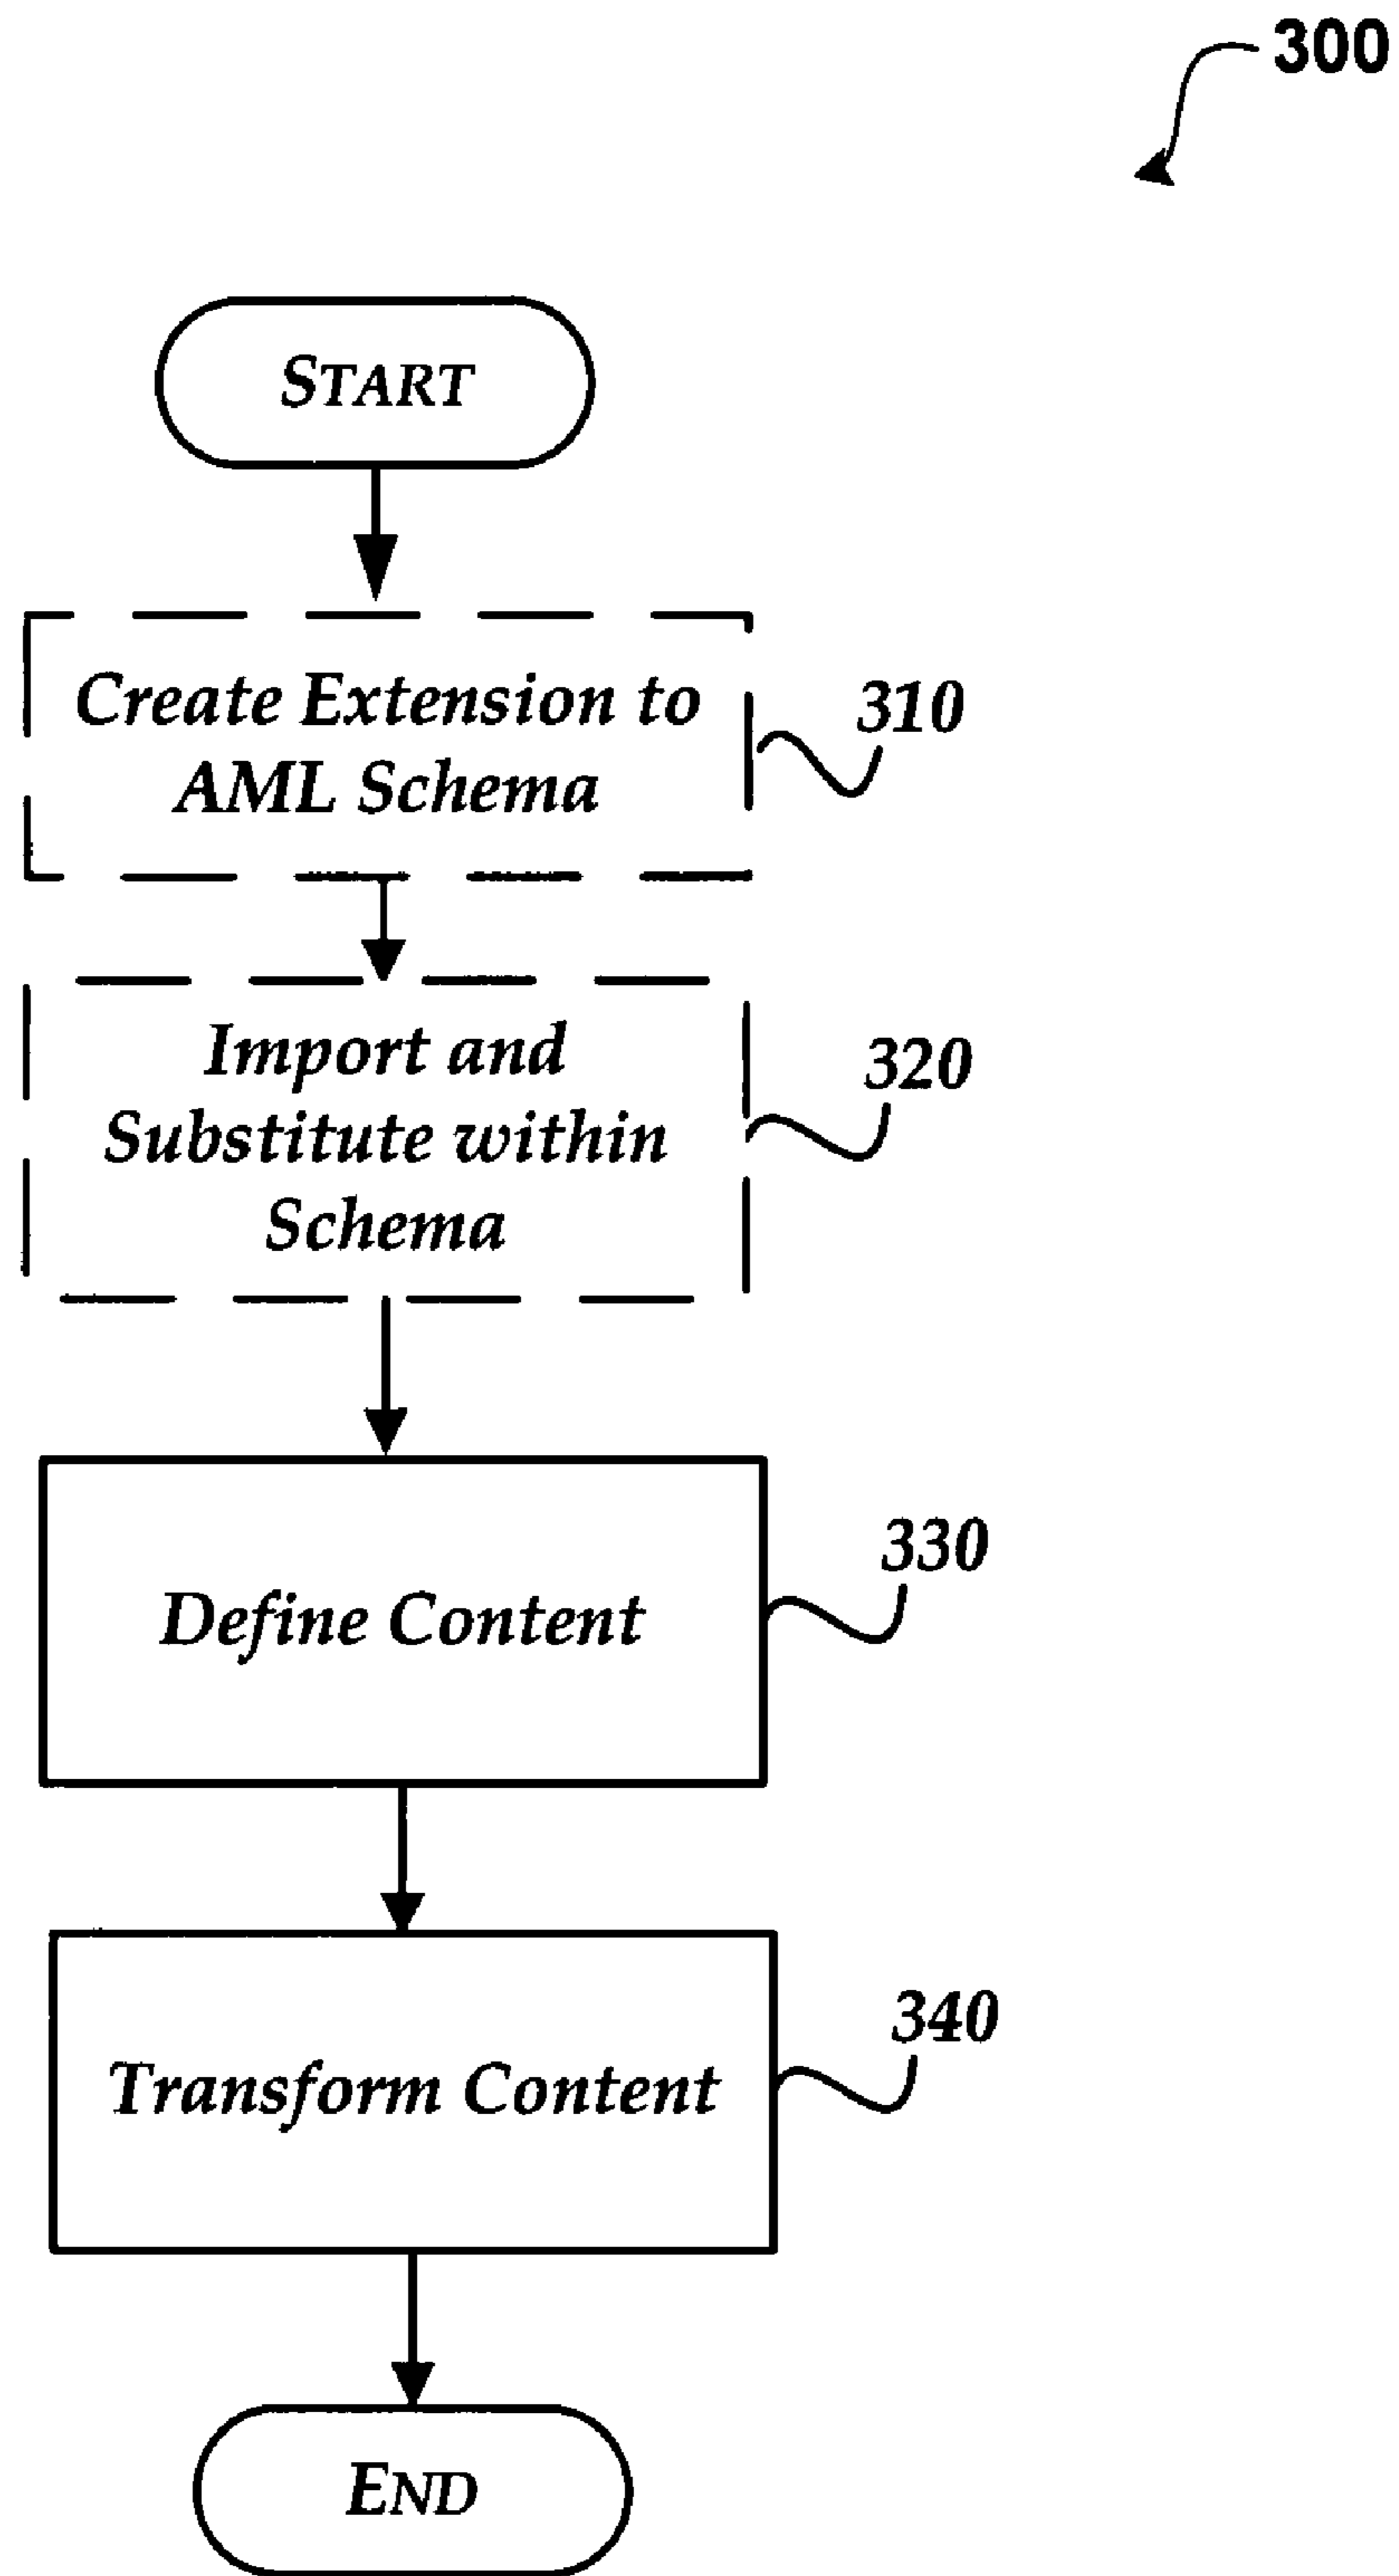 300
START
Create Extension to
AML Schema
310
Import and
Substitute within
Schema
320
Define Content
330
Transform Content
340
END